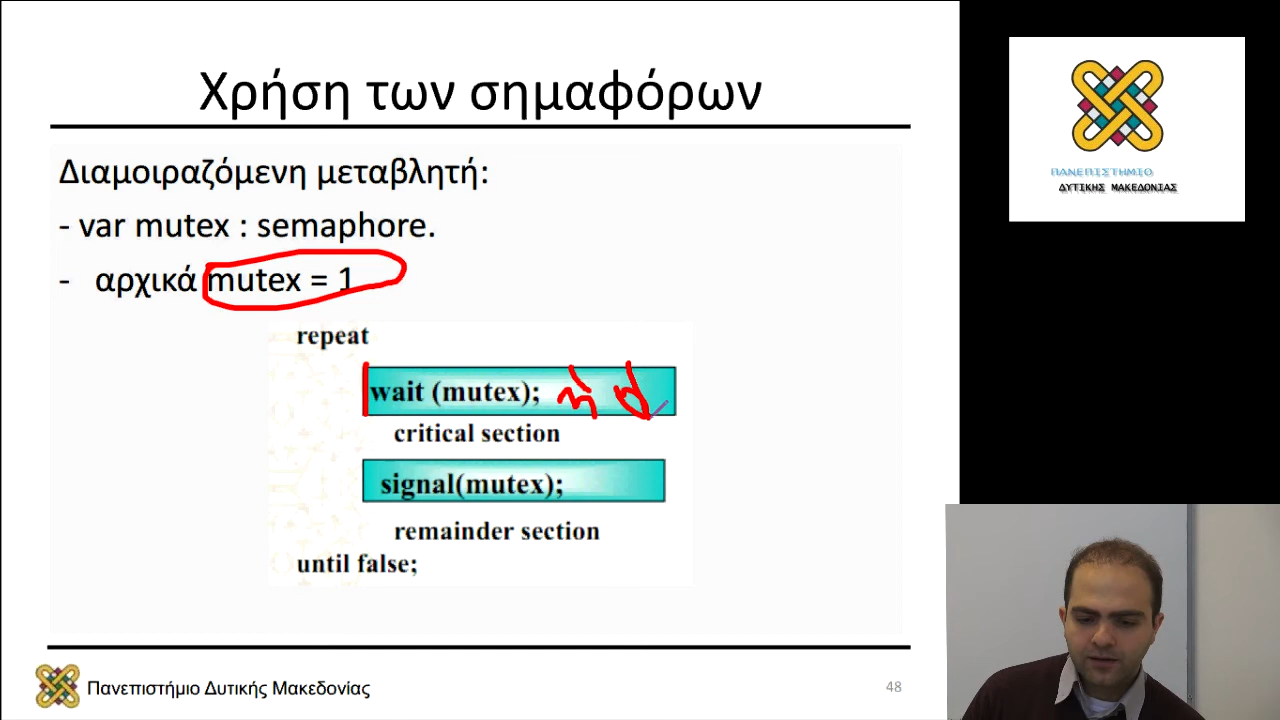 Χρήση των σημαφόρων
Διαμοιραζόμενη μεταβλητή:
- var mutex : semaphore.
- αρχικά mutex = 1
repeat
wait (mutex); ή
critical section
signal(mutex);
remainder section
until false;
Πανεπιστήμιο Δυτικής Μακεδονίας
48
ΠΑΝΕΠΙΣΤΗΜΙΟ
ΔΥΤΙΚΗΣ ΜΑΚΕΔΟΝΙΑΣ